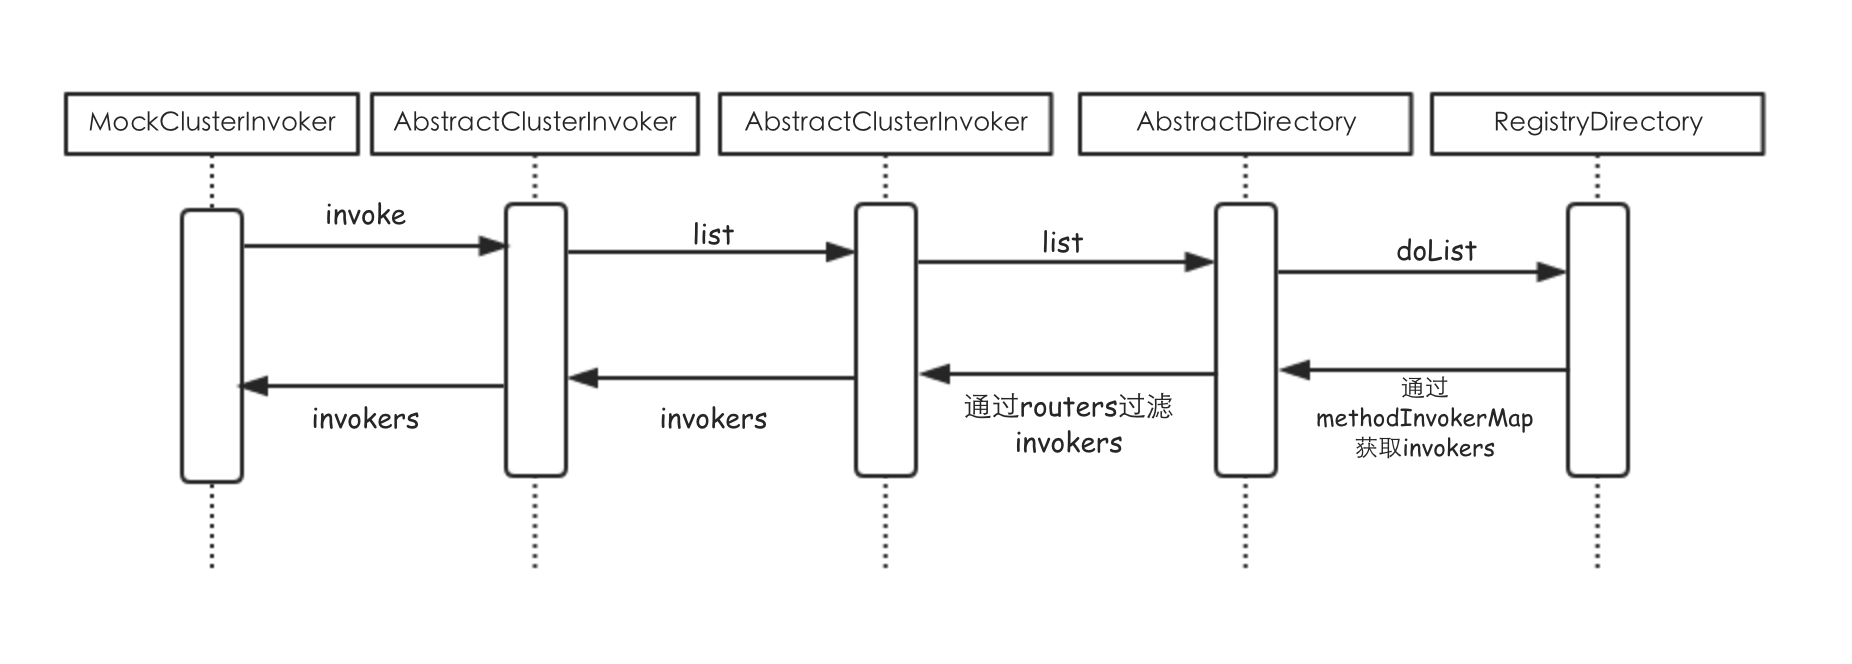 MockClusterInvoker
AbstractClusterInvoker
AbstractClusterInvoker
AbstractDirectory
RegistryDirectory
invoke
list
list
doList
invokers
invokers
通过routers过滤
invokers
通过
methodInvokerMap
获取invokers